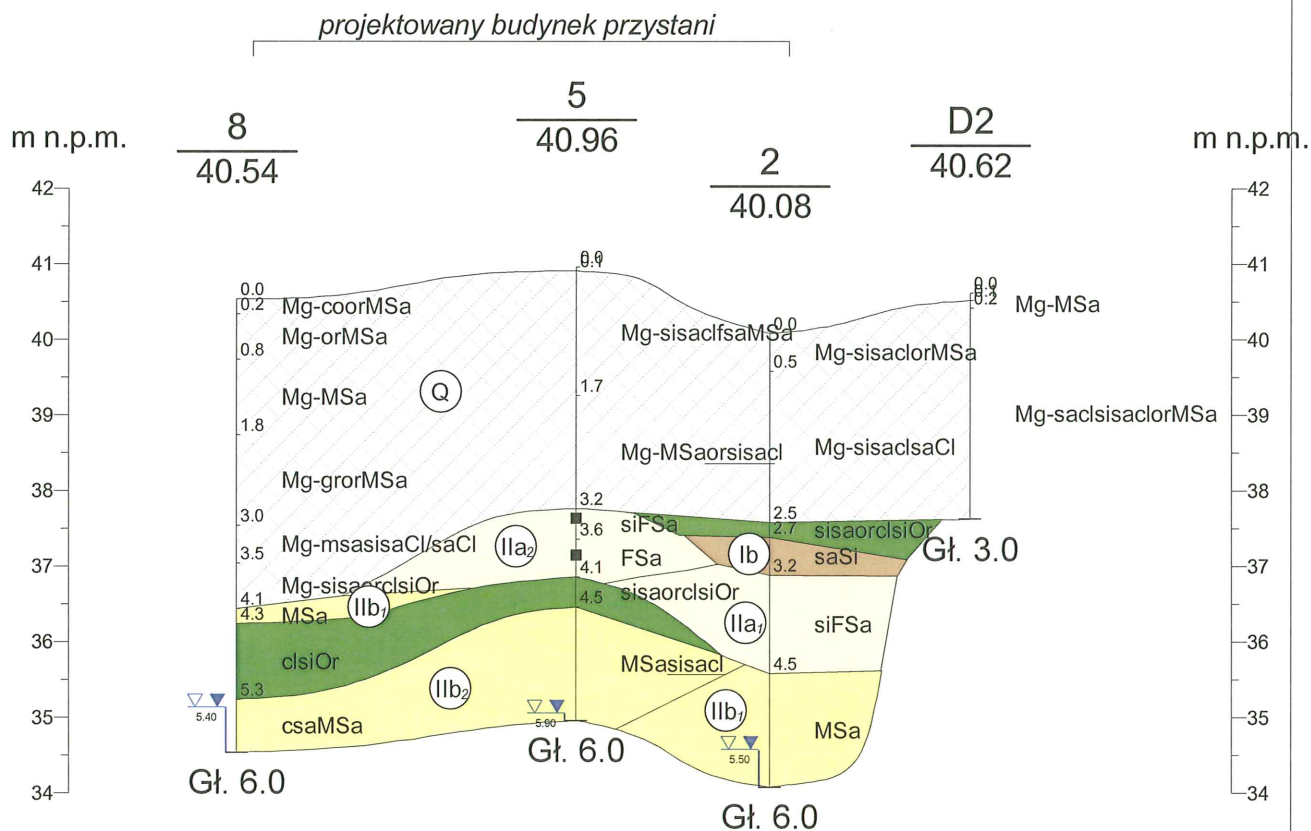 projektowany budynek przystani
m n.p.m.
8
40.54
5
40.96
2
40.08
D2
40.62
m n.p.m.
42
41
40
39
38
37
36
35
34
0.0
0.2
0.8
1.8
3.0
3.5
4.1
4.3
5.3
5.40
Mg-coorMSa
Mg-orMSa
Mg-MSa
Mg-grorMSa
Mg-msasisaCl/saCl
Mg-sisaorclsiOr
MSa
clsiOr
csaMSa
Gł. 6.0
Q
IIa2
IIb1
IIb2
0.0
0.1
1.7
3.2
3.6
4.1
4.5
5.90
Mg-sisaclfsaMSa
Mg-MSaorsisacl
siFSa
FSa
sisaorclsiOr
MSasisacl
Gł. 6.0
Ib
IIa1
IIb1
0.0
0.5
2.5
2.7
3.2
4.5
5.50
Mg-sisaclorMSa
Mg-sisaclsaCl
sisaorclsiOr
saSi
siFSa
MSa
Gł. 6.0
0.0
0.2
Mg-MSa
Mg-saclsisaclorMSa
Gł. 3.0
42
41
40
39
38
37
36
35
34